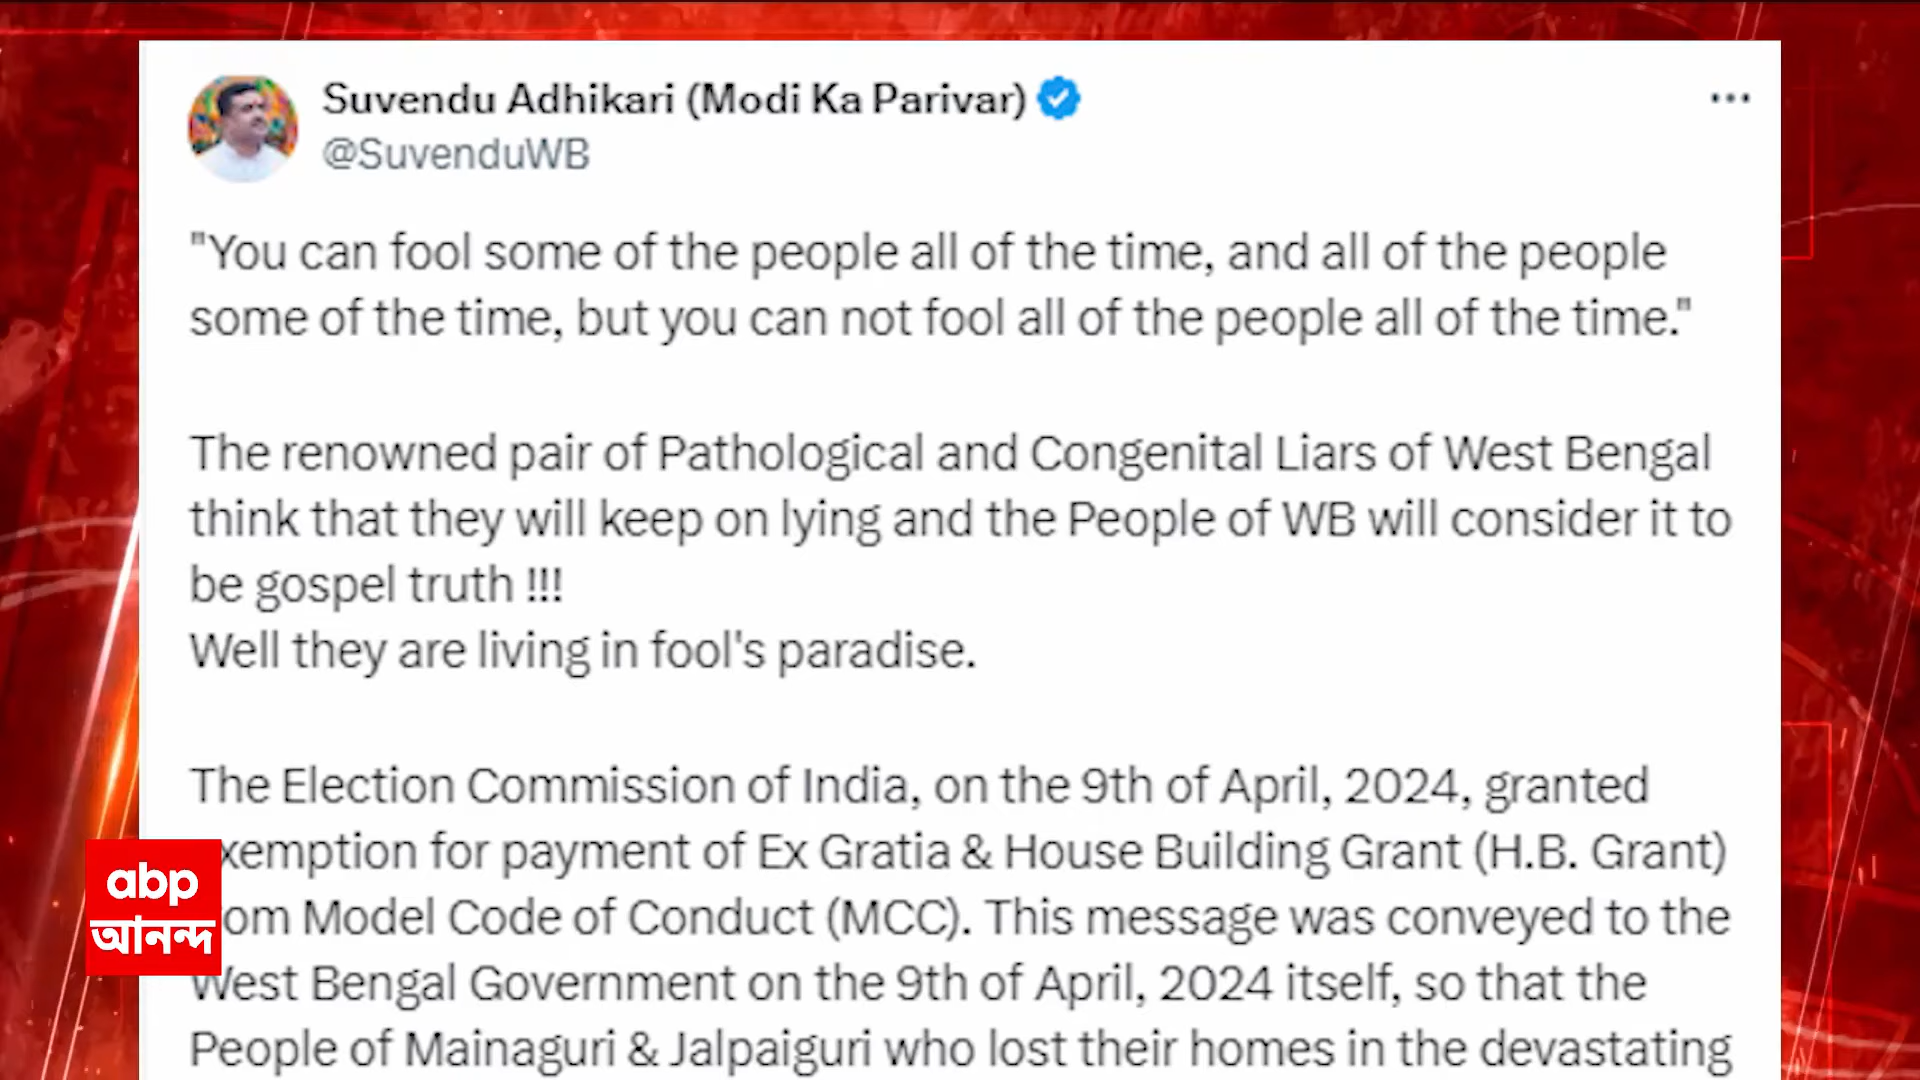 Suvendu Adhikari (Modi Ka Parivar)
@SuvenduWB
"You can fool some of the people all of the time, and all of the people
some of the time, but you can not fool all of the people all of the time."
The renowned pair of Pathological and Congenital Liars of West Bengal
think that they will keep on lying and the People of WB will consider it to
be gospel truth !!!
Well they are living in fool's paradise.
The Election Commission of India, on the 9th of April, 2024, granted
xemption for payment of Ex Gratia & House Building Grant (H.B. Grant)
om Model Code of Conduct (MCC). This message was conveyed to the
West Bengal Government on the 9th of April, 2024 itself, so that the
People of Mainaguri & Jalpaiguri who lost their homes in the devastating
abp
আনন্দ